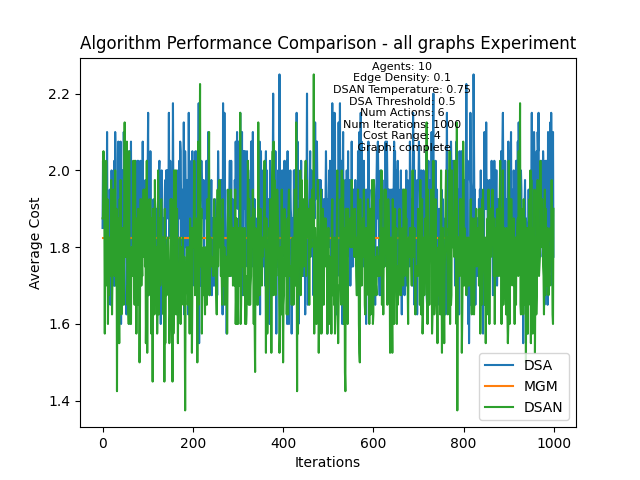 Algorithm Performance Comparison - all graphs Experiment
Agents: 10
Edge Density: 0.1
DSAN Temperature: 0.75
DSA Threshold: 0.5
Num Actions: 6
Num Iterations: 1000
Cost Range: 4
Graph: complete
Average Cost
2.2
2.0
1.8
1.6
1.4
DSA
MGM
DSAN
0
200
400
600
800
1000
Iterations